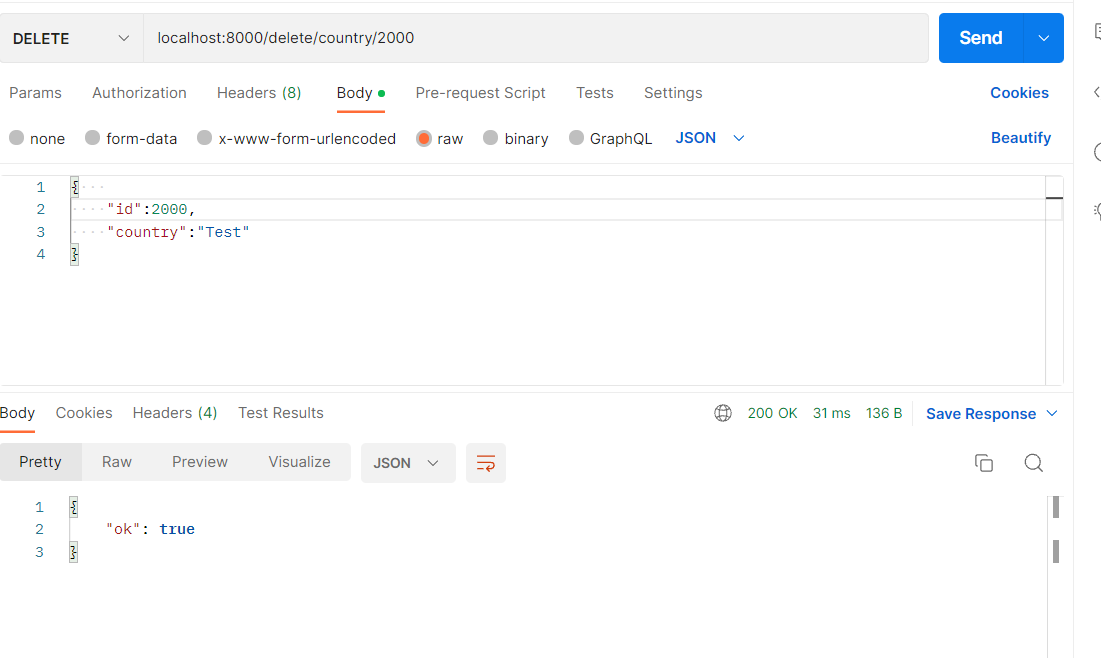 DELETE localhost:8000/delete/country/2000 Send
Params Authorization Headers (8) Body Pre-request Script Tests Settings Cookies
none form-data x-www-form-urlencoded raw binary GraphQL JSON Beautify
1 {
2 "id":2000,
3 "country":"Test"
4 }
Body Cookies Headers (4) Test Results 200 OK 31 ms 136 B Save Response
Pretty Raw Preview Visualize JSON
1 {
2 "ok": true
3 }